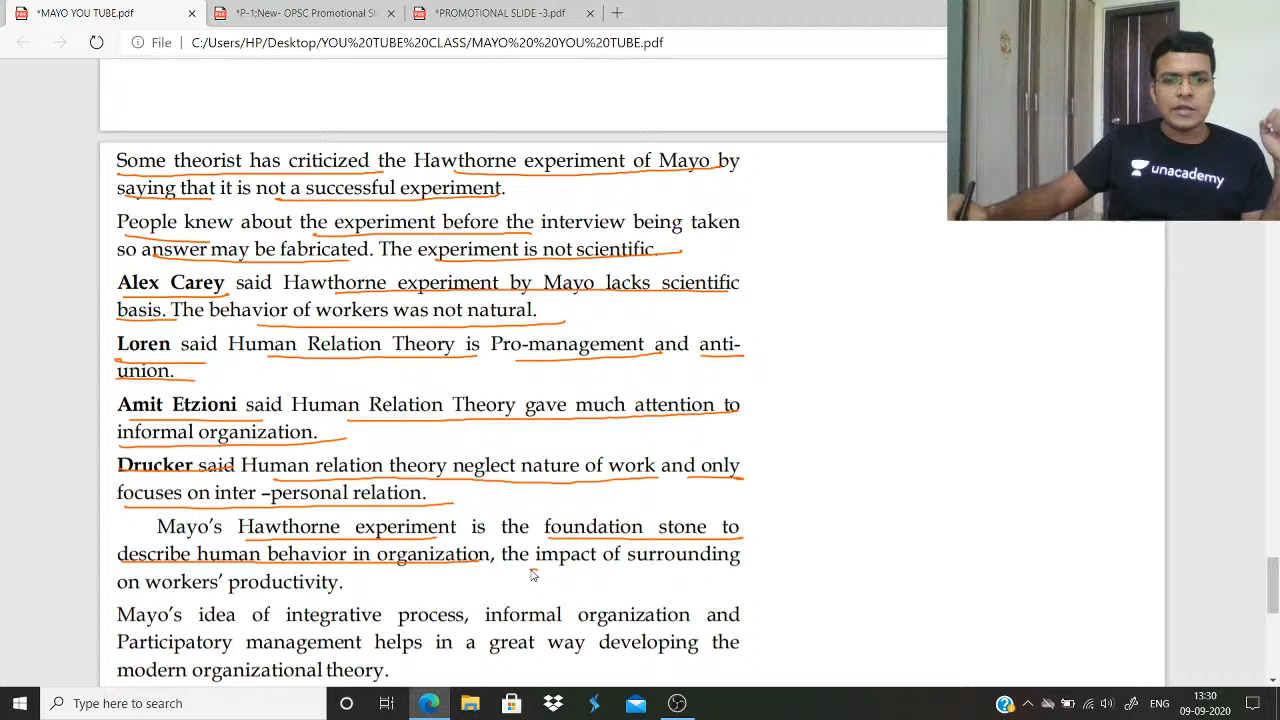 *MAYO YOU TUBE.pdf
*P-1;New- OPSC Promotional Sli
*PROMOTIONAL SLIDE -3.pdf
File C:/Users/HP/Desktop/YOU%20TUBE%20CLASS/MAYO%20%20YOU%20TUBE.pdf
unacademy
Some theorist has criticized the Hawthorne experiment of Mayo by
saying that it is not a successful experiment.
People knew about the experiment before the interview being taken
so answer may be fabricated. The experiment is not scientific.
Alex Carey said Hawthorne experiment by Mayo lacks scientific
basis. The behavior of workers was not natural.
Loren said Human Relation Theory is Pro-management and anti-
union.
Amit Etzioni said Human Relation Theory gave much attention to
informal organization.
Drucker said Human relation theory neglect nature of work and only
focuses on inter –personal relation.
Mayo's Hawthorne experiment is the foundation stone to
describe human behavior in organization, the impact of surrounding
on workers' productivity.
Mayo's idea of integrative process, informal organization and
Participatory management helps in a great way developing the
modern organizational theory.
Type here to search
ENG
13:30
09-09-2020